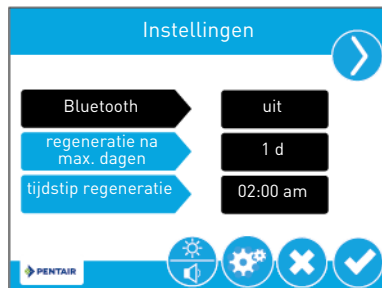 Instellingen
Bluetooth
uit
regeneratie na
max. dagen
1 d
tijdstip regeneratie
02:00 am
PENTAIR